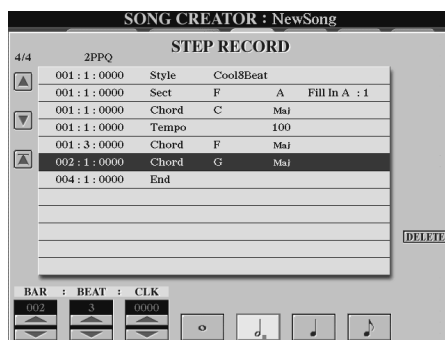 SONG CREATOR : NewSong
STEP RECORD
4/4 2PPQ
001 : 1 : 0000 Style Cool8Beat
001 : 1 : 0000 Sect F A Fill In A : 1
001 : 1 : 0000 Chord C Maj
001 : 1 : 0000 Tempo 100
001 : 3 : 0000 Chord F Maj
002 : 1 : 0000 Chord G Maj
004 : 1 : 0000 End
DELETE
BAR : BEAT : CLK
002 3 0000